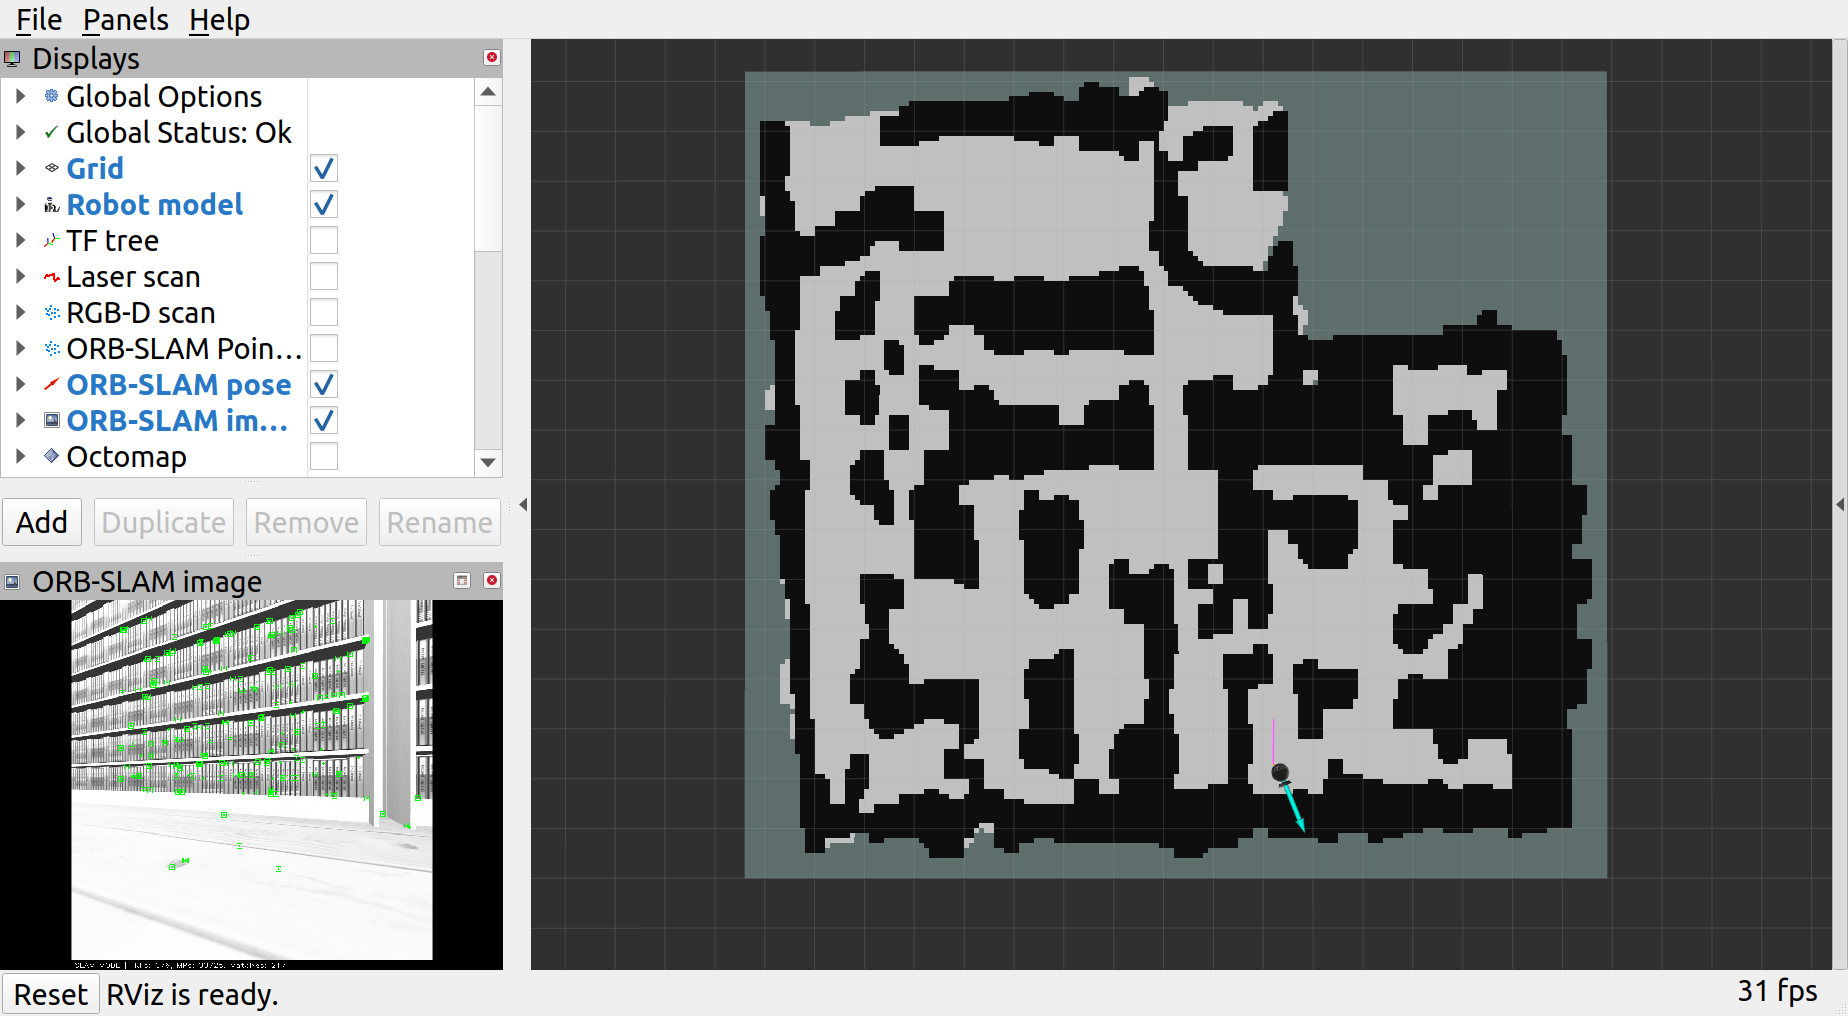 File Panels Help
Displays
Global Options
Global Status: Ok
Grid
Robot model
TF tree
Laser scan
RGB-D scan
ORB-SLAM Poin...
ORB-SLAM pose
ORB-SLAM im...
Octomap
Add Duplicate Remove Rename
ORB-SLAM image
SLAM MODE |
Reset RViz is ready.
31 fps